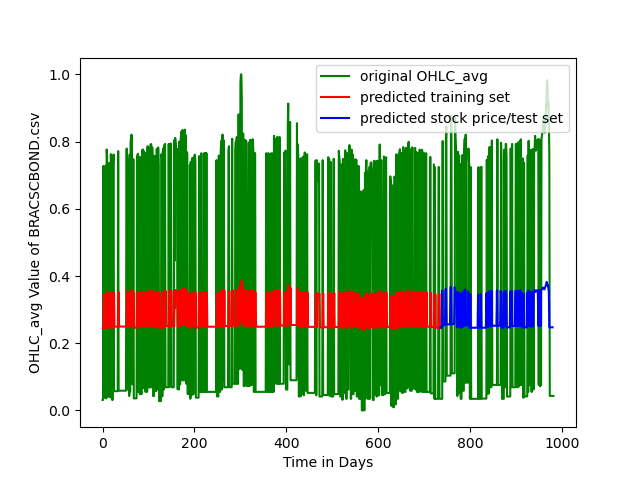 original OHLC_avg
predicted training set
predicted stock price/test set
1.0
0.8
0.6
0.4
0.2
0.0
OHLC_avg Value of BRACSCBOND.csv
0 200 400 600 800 1000
Time in Days